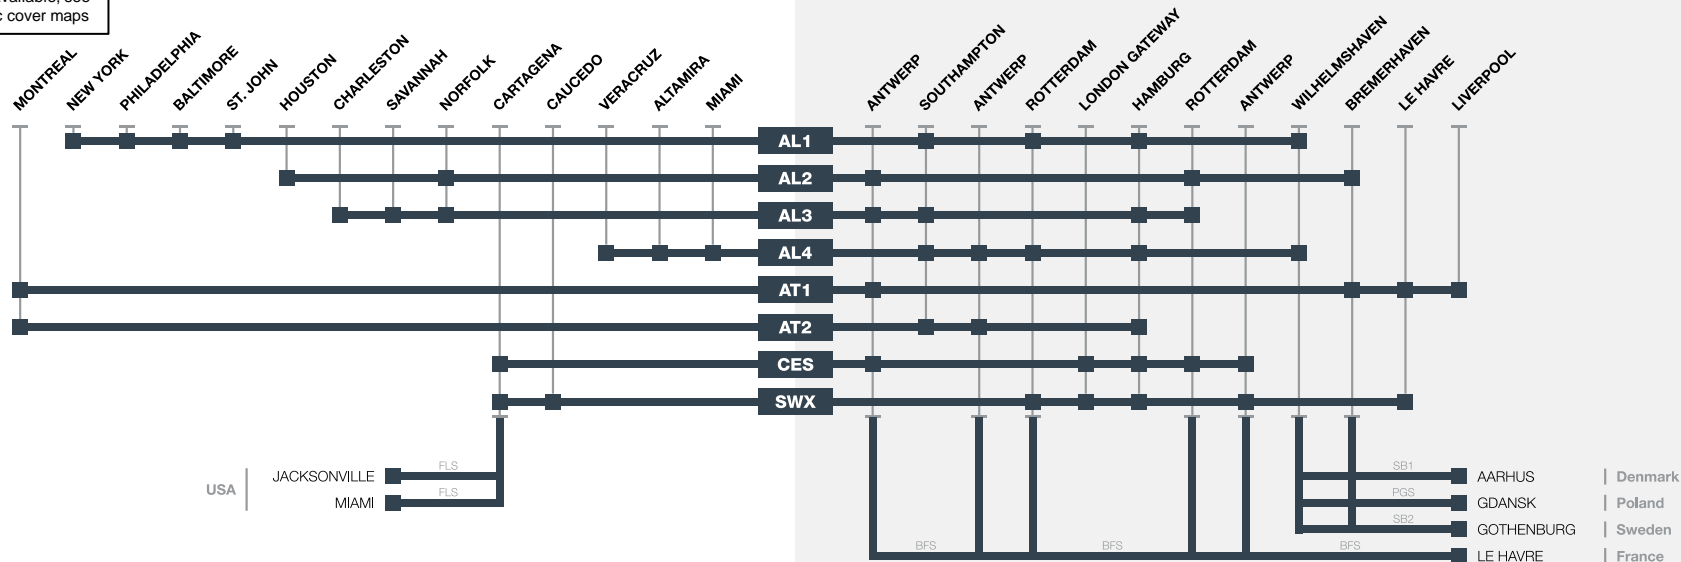 c cover maps
MONTREAL
NEW YORK
PHILADELPHIA
BALTIMORE
ST. JOHN
HOUSTON
CHARLESTON
SAVANNAH
NORFOLK
CARTAGENA
CAUCEDO
VERACRUZ
ALTAMIRA
MIAMI
ANTWERP
SOUTHAMPTON
ANTWERP
ROTTERDAM
LONDON GATEWAY
HAMBURG
ROTTERDAM
ANTWERP
WILHELMSHAVEN
BREMERHAVEN
LE HAVRE
LIVERPOOL
AL1
AL2
AL3
AL4
AT1
AT2
CES
SWX
USA
JACKSONVILLE
FLS
MIAMI
FLS
SB1
AARHUS
Denmark
PGS
GDANSK
Poland
SB2
GOTHENBURG
Sweden
BFS
BFS
BFS
LE HAVRE
France